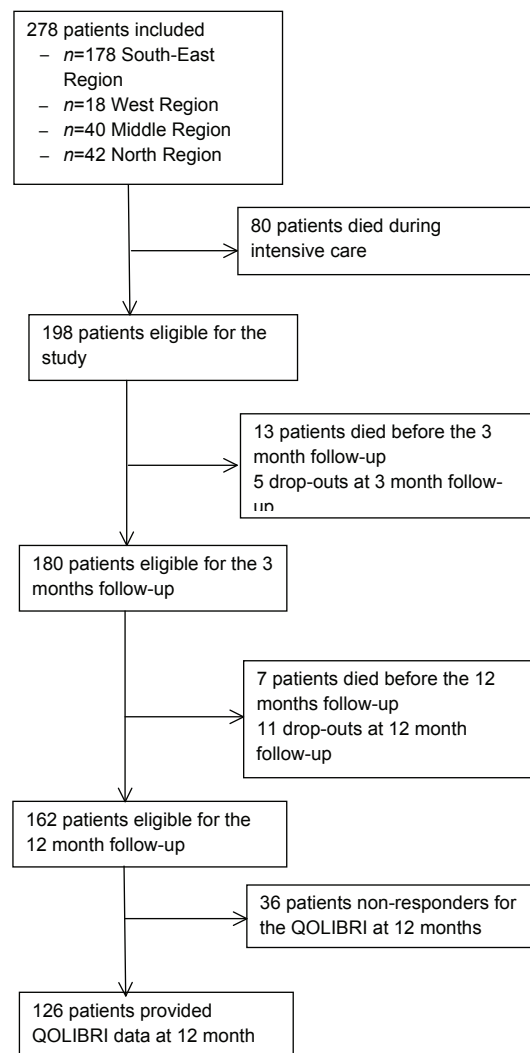 278 patients included
– n=178 South-East
Region
– n=18 West Region
– n=40 Middle Region
– n=42 North Region
80 patients died during
intensive care
198 patients eligible for the
study
13 patients died before the 3
month follow-up
5 drop-outs at 3 month follow-
up
180 patients eligible for the 3
months follow-up
7 patients died before the 12
months follow-up
11 drop-outs at 12 month
follow-up
162 patients eligible for the
12 month follow-up
36 patients non-responders for
the QOLIBRI at 12 months
126 patients provided
QOLIBRI data at 12 month